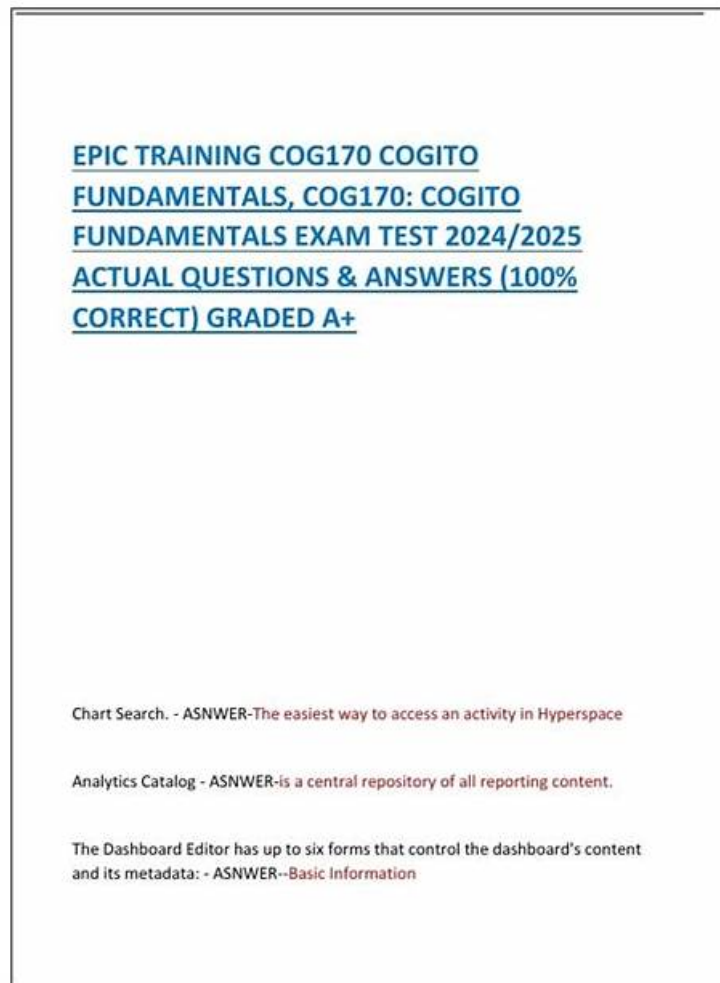 EPIC TRAINING COG170 COGITO
FUNDAMENTALS, COG170: COGITO
FUNDAMENTALS EXAM TEST 2024/2025
ACTUAL QUESTIONS & ANSWERS (100%
CORRECT) GRADED A+
Chart Search. - ASNWER-The easiest way to access an activity in Hyperspace
Analytics Catalog - ASNWER-is a central repository of all reporting content.
The Dashboard Editor has up to six forms that control the dashboard's content
and its metadata: - ASNWER--Basic Information